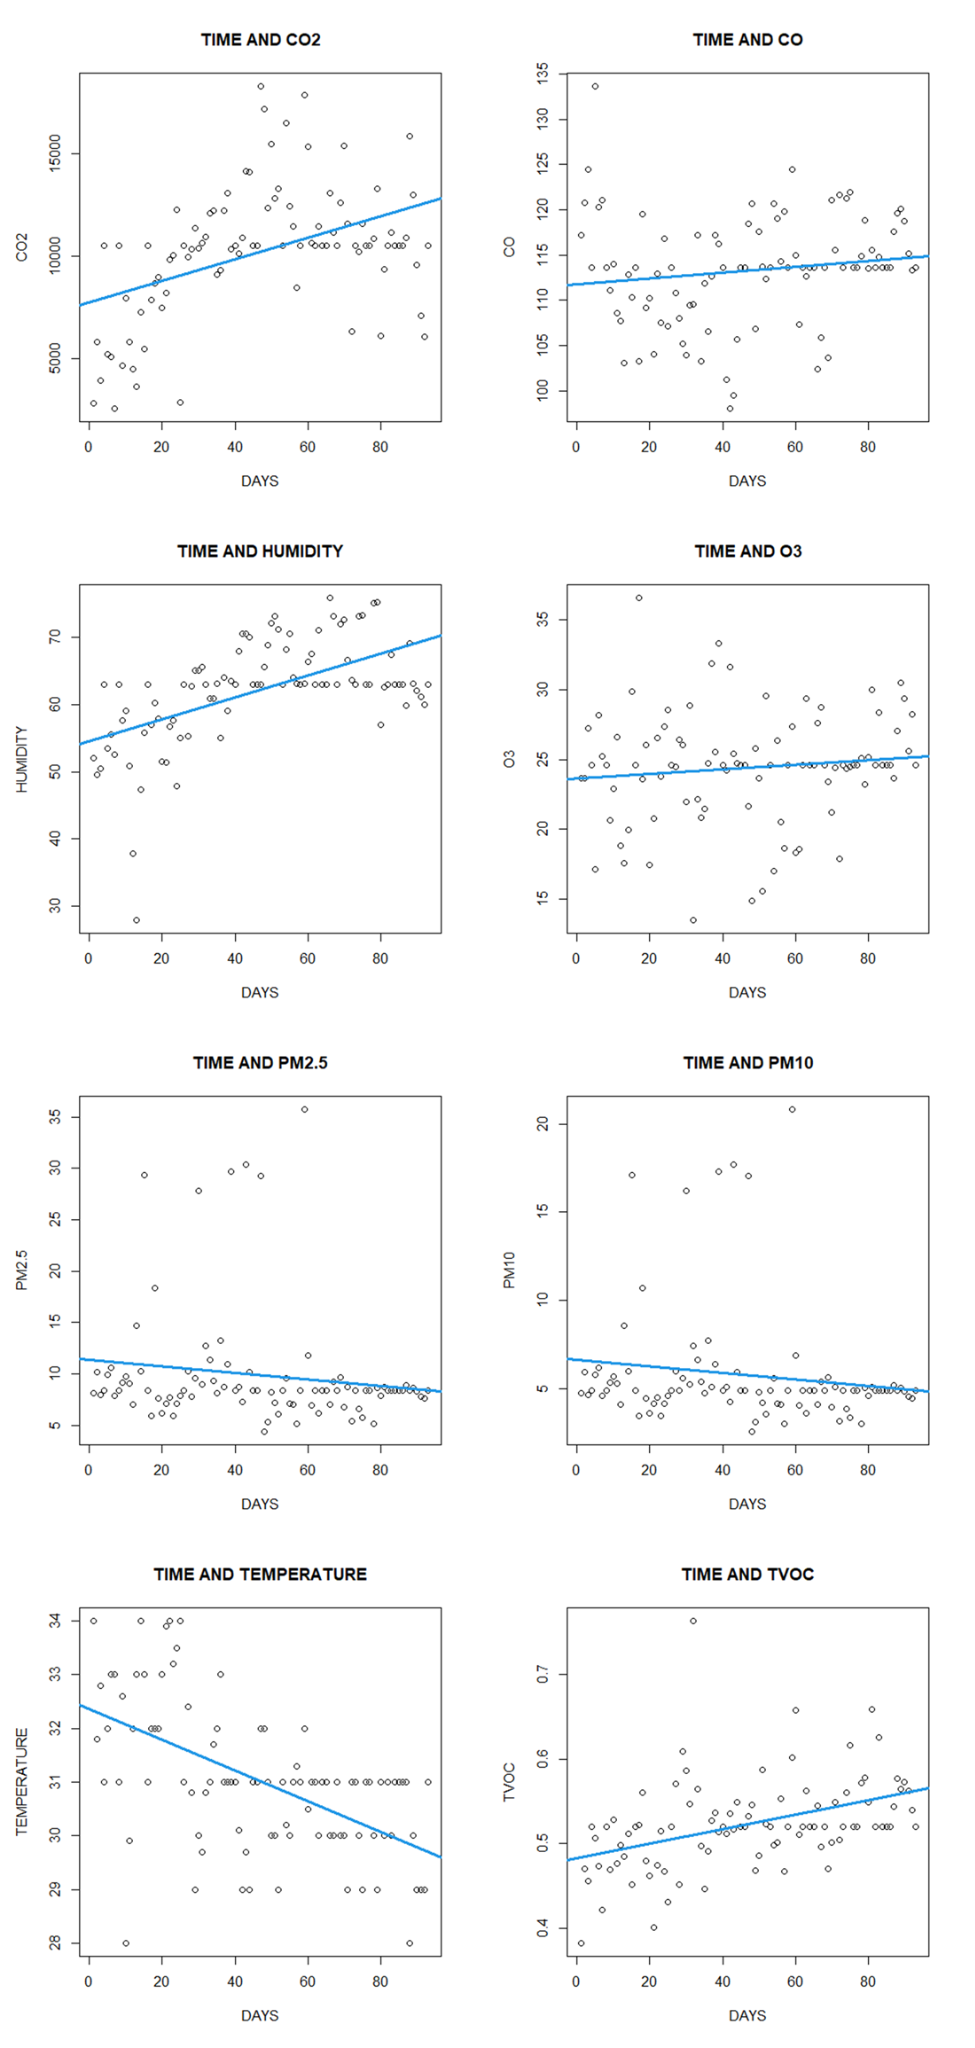 TIME AND CO2
TIME AND CO
CO2
5000
10000
15000
0 20 40 60 80
DAYS
CO
100
105
110
115
120
125
130
135
0 20 40 60 80
DAYS
TIME AND HUMIDITY
TIME AND O3
HUMIDITY
30
40
50
60
70
0 20 40 60 80
DAYS
O3
15
20
25
30
35
0 20 40 60 80
DAYS
TIME AND PM2.5
TIME AND PM10
PM2.5
5
10
15
20
25
30
35
0 20 40 60 80
DAYS
PM10
5
10
15
20
0 20 40 60 80
DAYS
TIME AND TEMPERATURE
TIME AND TVOC
TEMPERATURE
28
29
30
31
32
33
34
0 20 40 60 80
DAYS
TVOC
0.4
0.5
0.6
0.7
0 20 40 60 80
DAYS